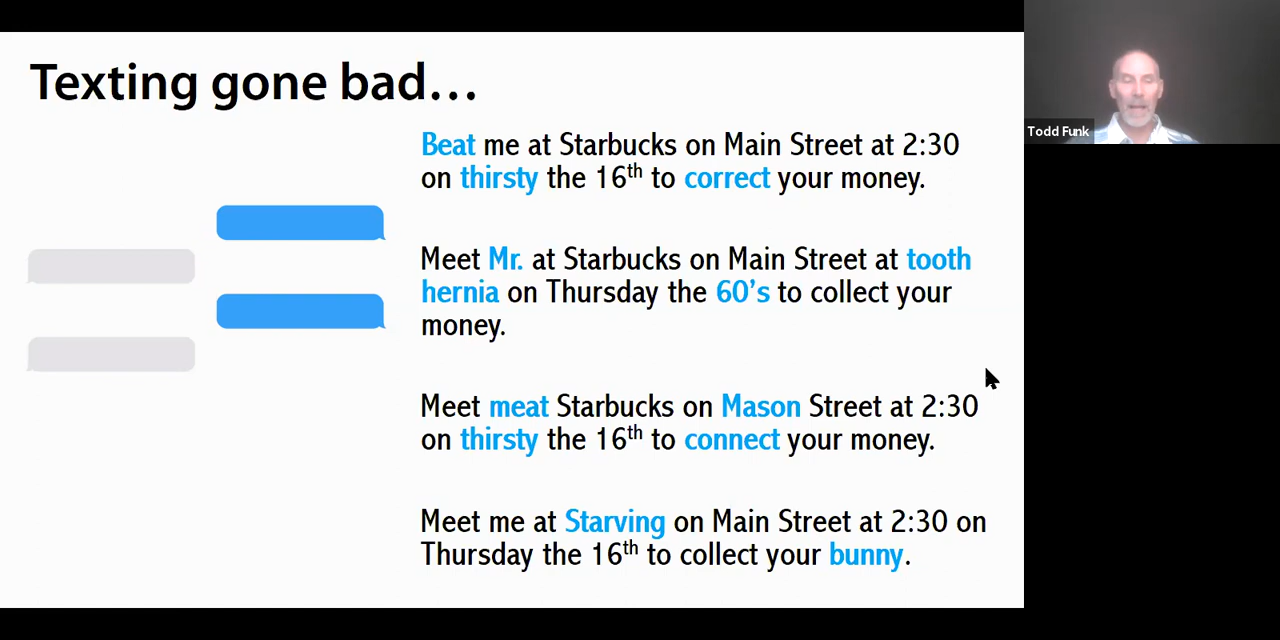 Texting gone bad...
Beat me at Starbucks on Main Street at 2:30
on thirsty the 16th to correct your money.
Meet Mr. at Starbucks on Main Street at tooth
hernia on Thursday the 60's to collect your
money.
Meet meat Starbucks on Mason Street at 2:30
on thirsty the 16th to connect your money.
Meet me at Starving on Main Street at 2:30 on
Thursday the 16th to collect your bunny.
Todd Funk